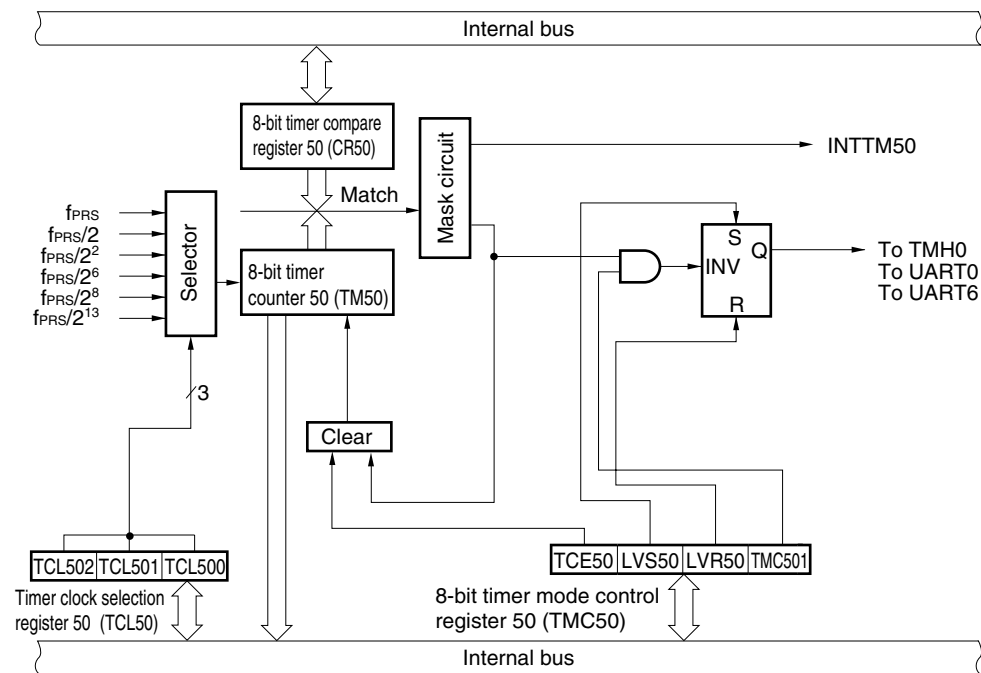 Internal bus
8-bit timer compare
register 50 (CR50)
Mask circuit
INTTM50
Match
Selector
fPRS
fPRS/2
fPRS/2²
fPRS/2⁶
fPRS/2⁸
fPRS/2¹³
8-bit timer
counter 50 (TM50)
S
Q
INV
R
To TMH0
To UART0
To UART6
3
Clear
TCL502 TCL501 TCL500
Timer clock selection
register 50 (TCL50)
TCE50 LVS50 LVR50 TMC501
8-bit timer mode control
register 50 (TMC50)
Internal bus